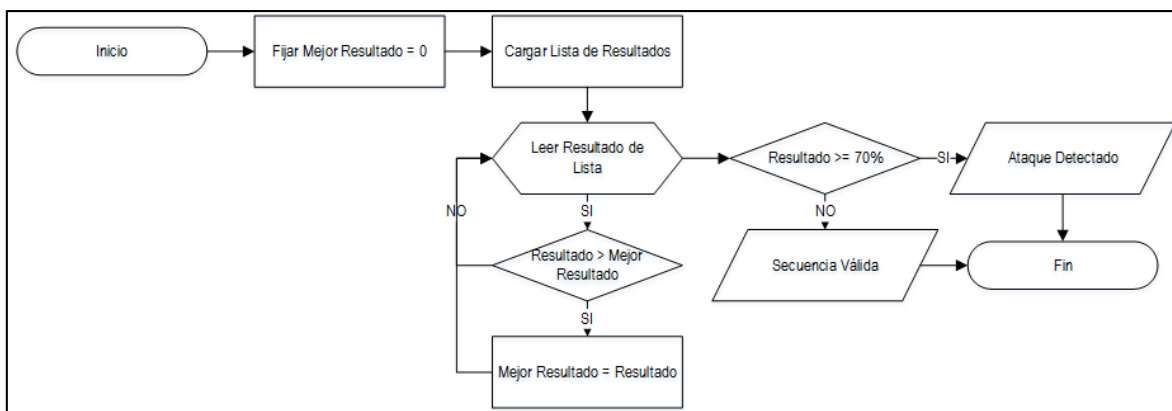 Inicio
Fijar Mejor Resultado = 0
Cargar Lista de Resultados
Leer Resultado de
Lista
Resultado >= 70%
SI
Ataque Detectado
NO
SI
NO
Resultado > Mejor
Resultado
Secuencia Válida
Fin
SI
Mejor Resultado = Resultado